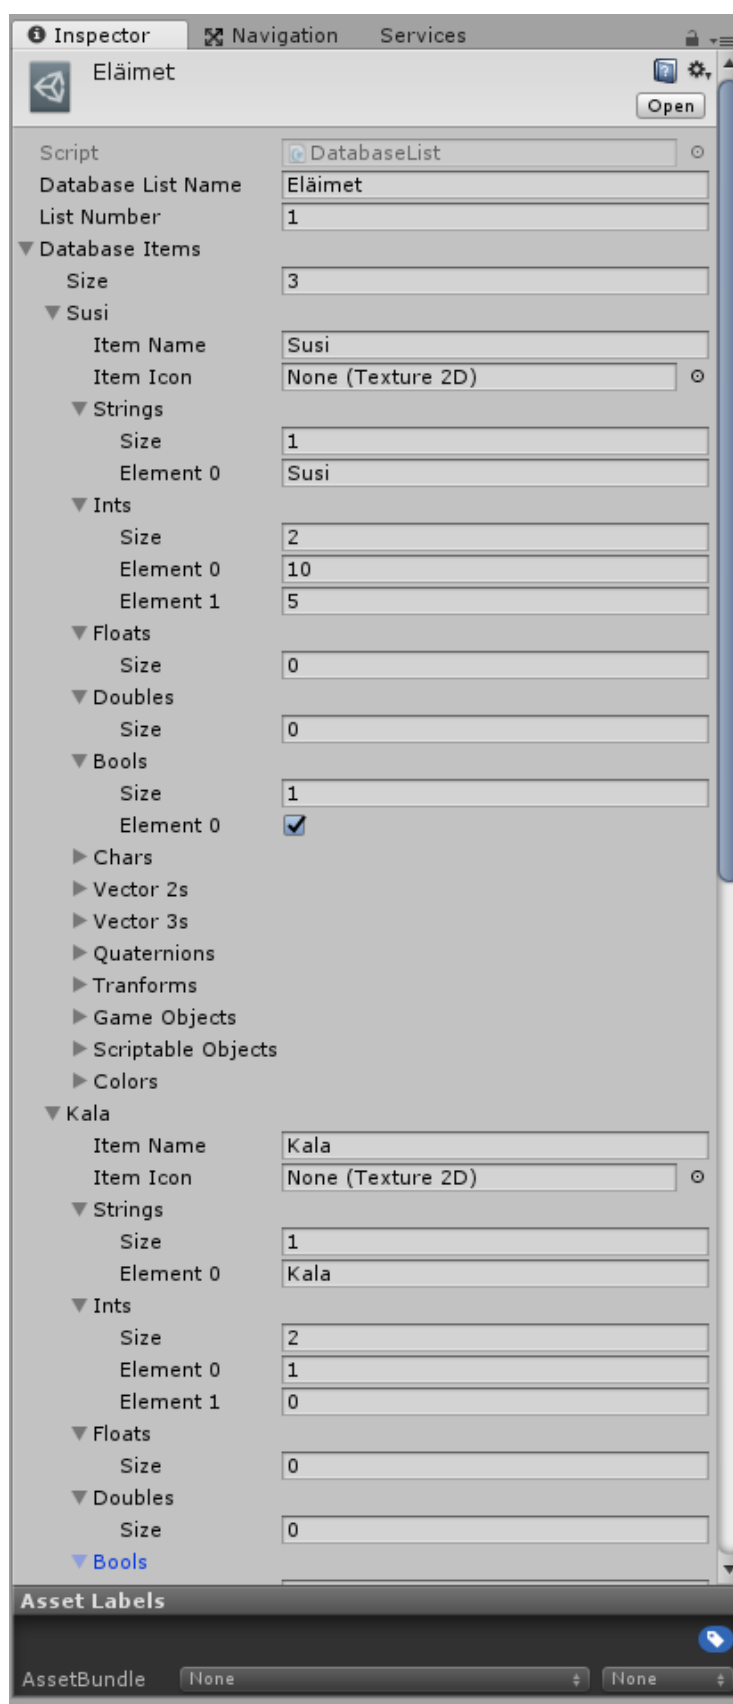 Inspector Navigation Services
Eläimet
Open
Script DatabaseList
Database List Name Eläimet
List Number 1
Database Items
Size 3
Susi
Item Name Susi
Item Icon None (Texture 2D)
Strings
Size 1
Element 0 Susi
Ints
Size 2
Element 0 10
Element 1 5
Floats
Size 0
Doubles
Size 0
Bools
Size 1
Element 0
Chars
Vector 2s
Vector 3s
Quaternions
Tranforms
Game Objects
Scriptable Objects
Colors
Kala
Item Name Kala
Item Icon None (Texture 2D)
Strings
Size 1
Element 0 Kala
Ints
Size 2
Element 0 1
Element 1 0
Floats
Size 0
Doubles
Size 0
Bools
Asset Labels
AssetBundle None None